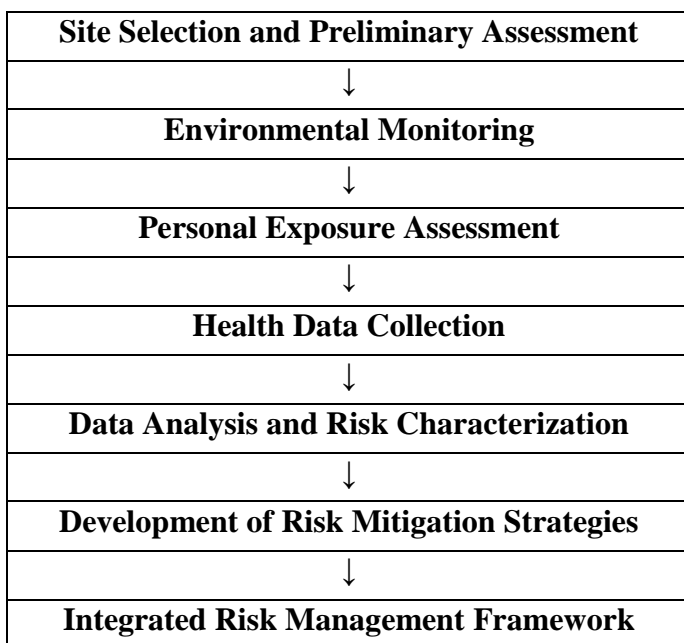 Site Selection and Preliminary Assessment
↓
Environmental Monitoring
↓
Personal Exposure Assessment
↓
Health Data Collection
↓
Data Analysis and Risk Characterization
↓
Development of Risk Mitigation Strategies
↓
Integrated Risk Management Framework